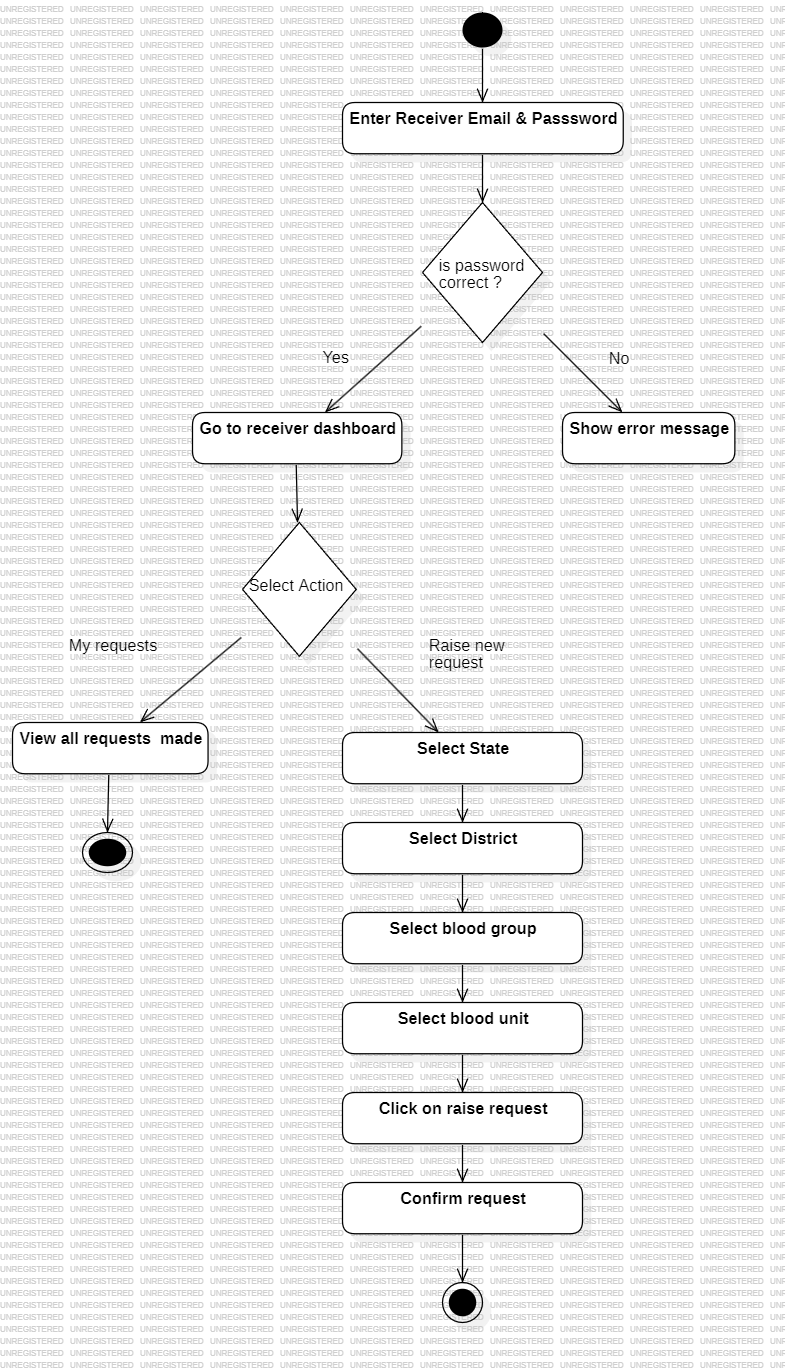 Enter Receiver Email & Passsword
is password
correct ?
Yes
No
Go to receiver dashboard
Show error message
Select Action
My requests
Raise new
request
View all requests  made
Select State
Select District
Select blood group
Select blood unit
Click on raise request
Confirm request
UNREGISTERED